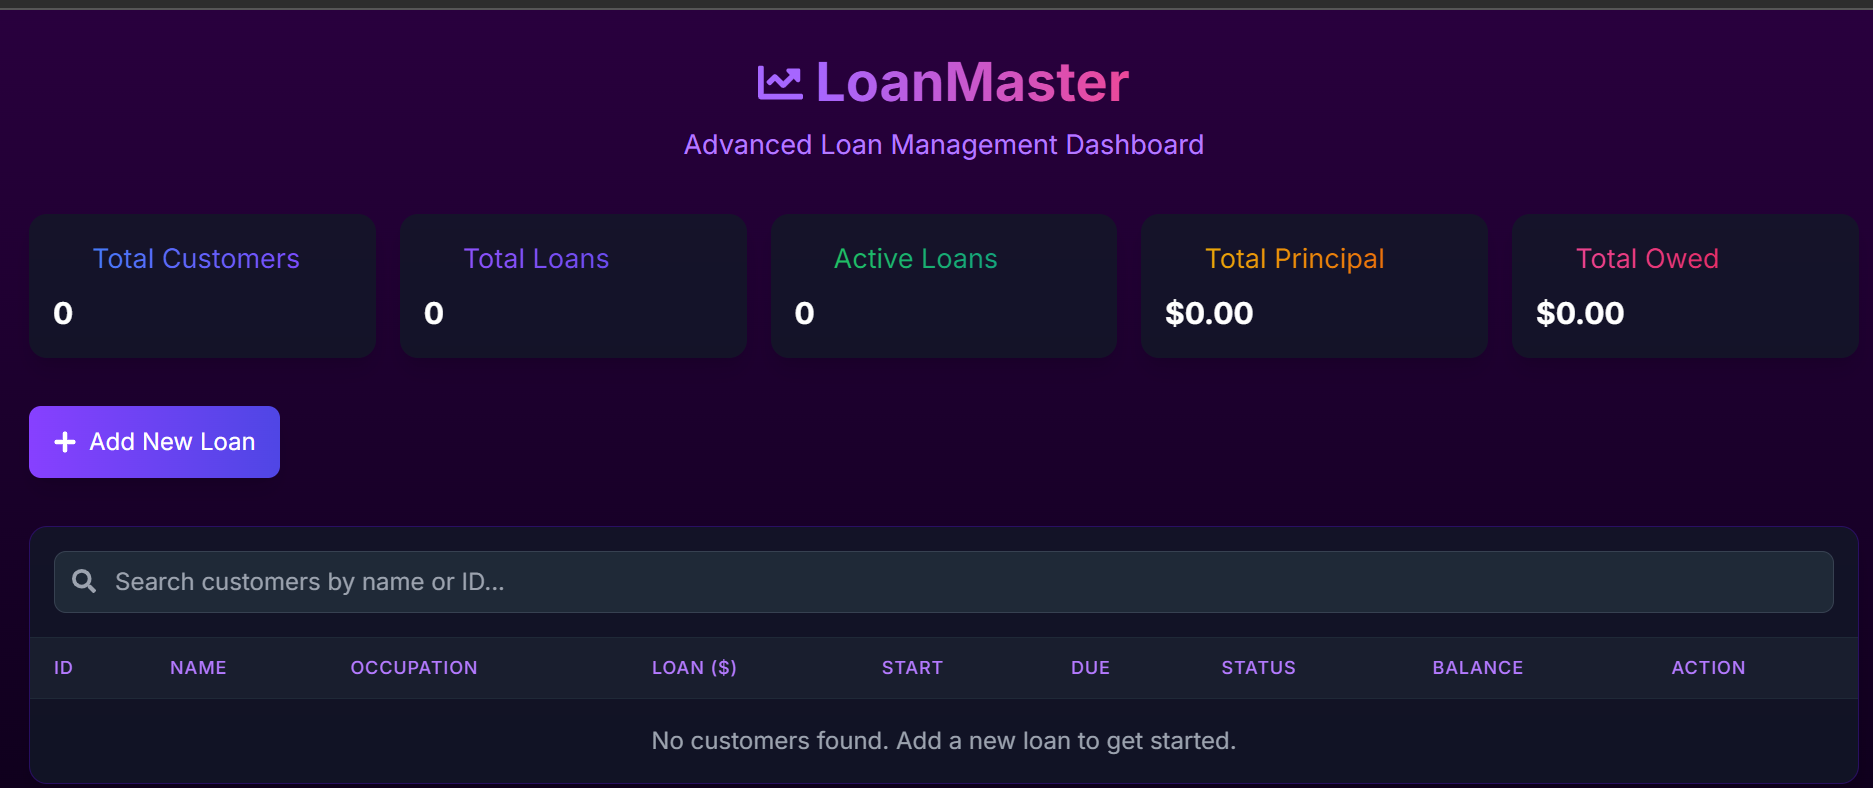 LoanMaster
Advanced Loan Management Dashboard
Total Customers
0
Total Loans
0
Active Loans
0
Total Principal
$0.00
Total Owed
$0.00
Add New Loan
Search customers by name or ID...
ID NAME OCCUPATION LOAN ($) START DUE STATUS BALANCE ACTION
No customers found. Add a new loan to get started.